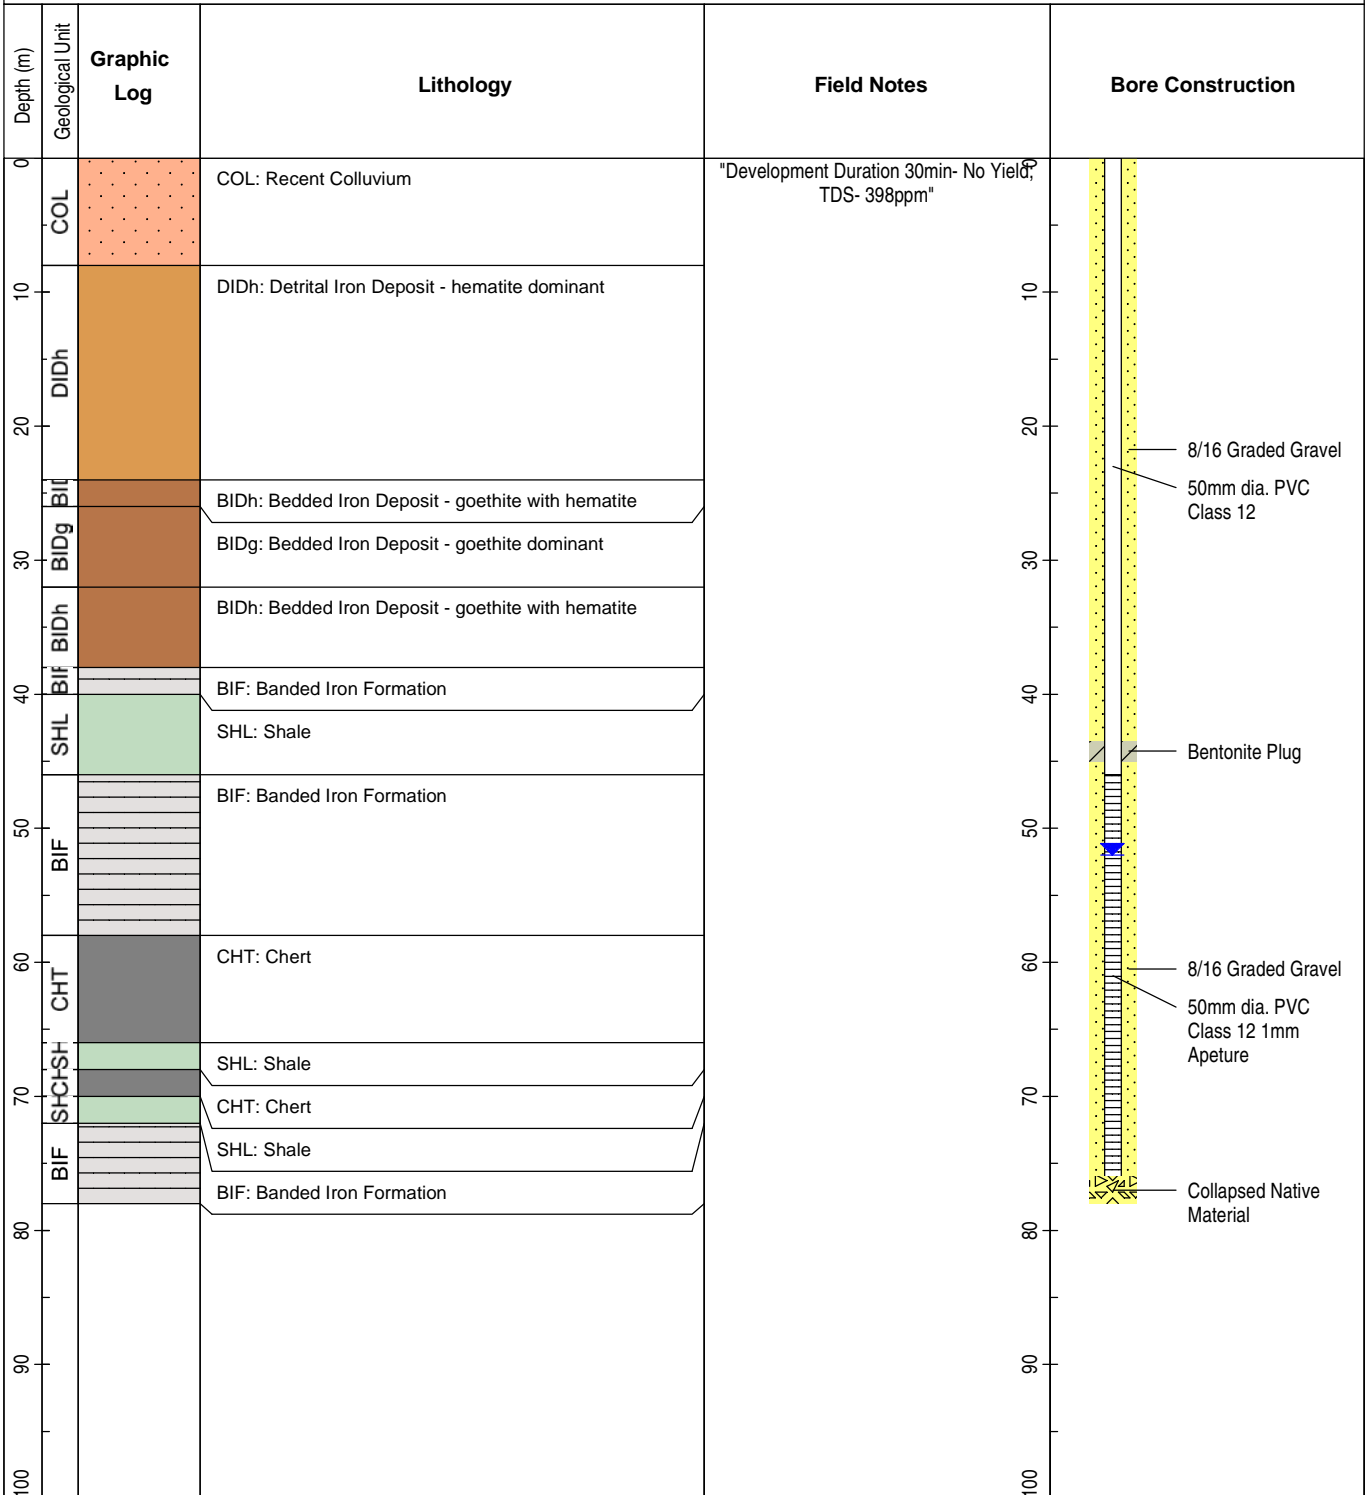 Depth (m)
Geological Unit
Graphic
Log
Lithology
Field Notes
Bore Construction
0
10
20
30
40
50
60
70
80
90
100
COL
DIDh
BID
BIDg
BIDh
BIF
SHL
BIF
CHT
SH
CH
SH
BIF
COL: Recent Colluvium
DIDh: Detrital Iron Deposit - hematite dominant
BIDh: Bedded Iron Deposit - goethite with hematite
BIDg: Bedded Iron Deposit - goethite dominant
BIDh: Bedded Iron Deposit - goethite with hematite
BIF: Banded Iron Formation
SHL: Shale
BIF: Banded Iron Formation
CHT: Chert
SHL: Shale
CHT: Chert
SHL: Shale
BIF: Banded Iron Formation
"Development Duration 30min- No Yield,
TDS- 398ppm"
0
10
20
30
40
50
60
70
80
90
100
8/16 Graded Gravel
50mm dia. PVC
Class 12
Bentonite Plug
8/16 Graded Gravel
50mm dia. PVC
Class 12 1mm
Apeture
Collapsed Native
Material